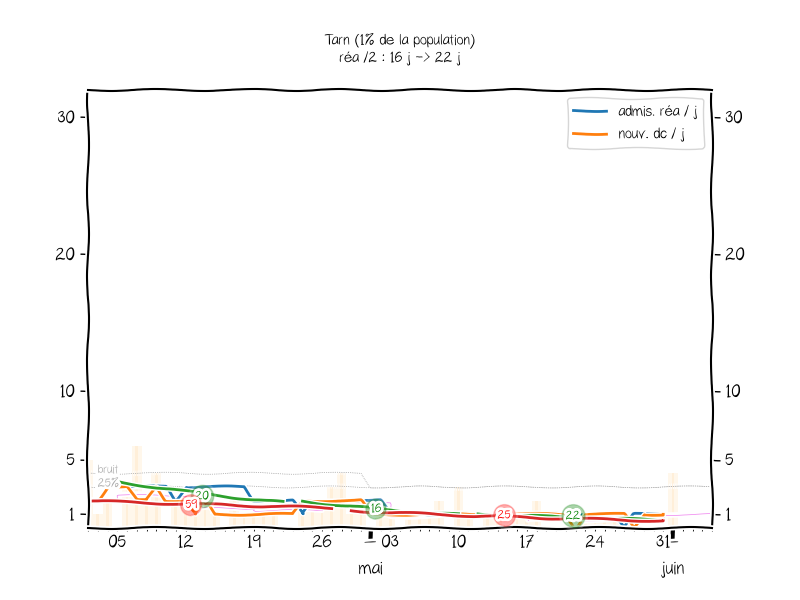 Tarn (1% de la population)
réa /2 : 16 j -> 22 j
30
30
admis. réa / j
nouv. dc / j
20
20
10
10
5
5
bruit
25%
20
59
16
25
22
1
1
05 12 19 26 03 10 17 24 31
mai juin